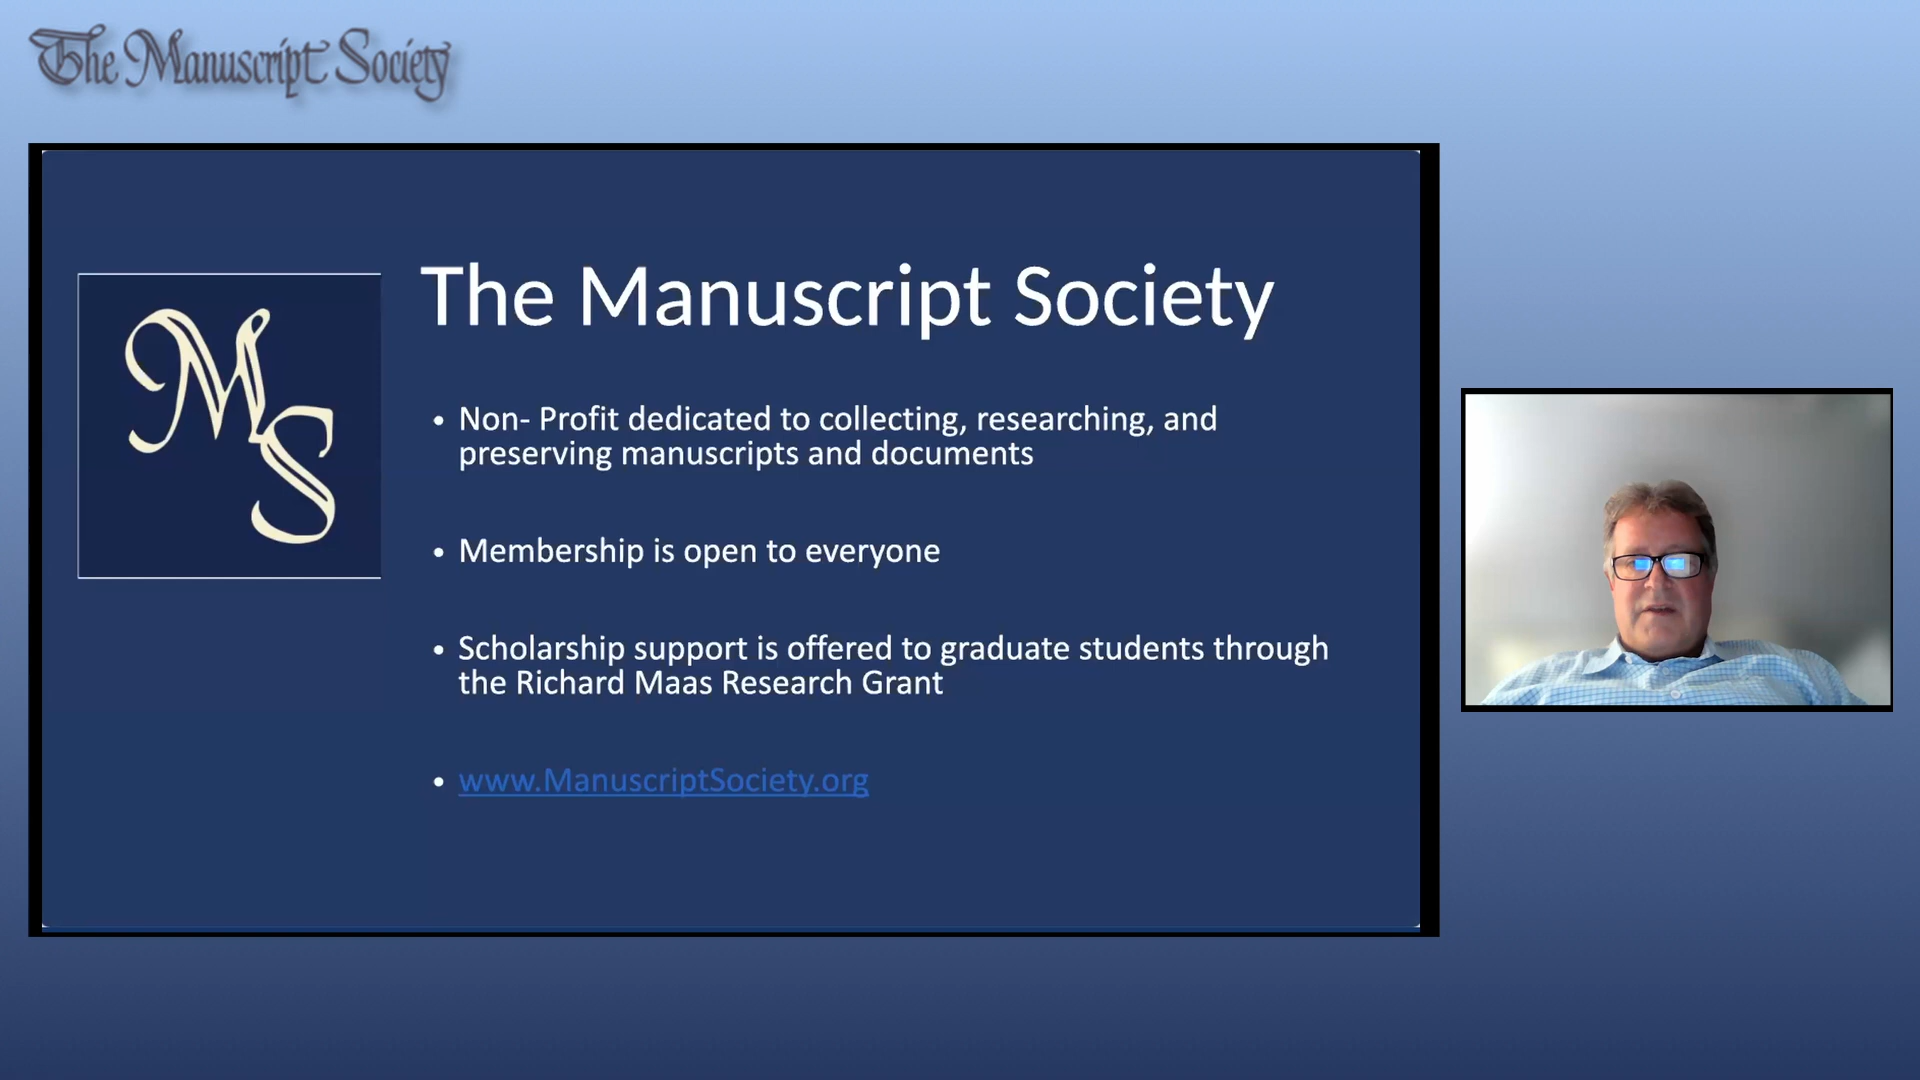 The Manuscript Society
MS
The Manuscript Society
• Non- Profit dedicated to collecting, researching, and
preserving manuscripts and documents
• Membership is open to everyone
• Scholarship support is offered to graduate students through
the Richard Maas Research Grant
• www.ManuscriptSociety.org